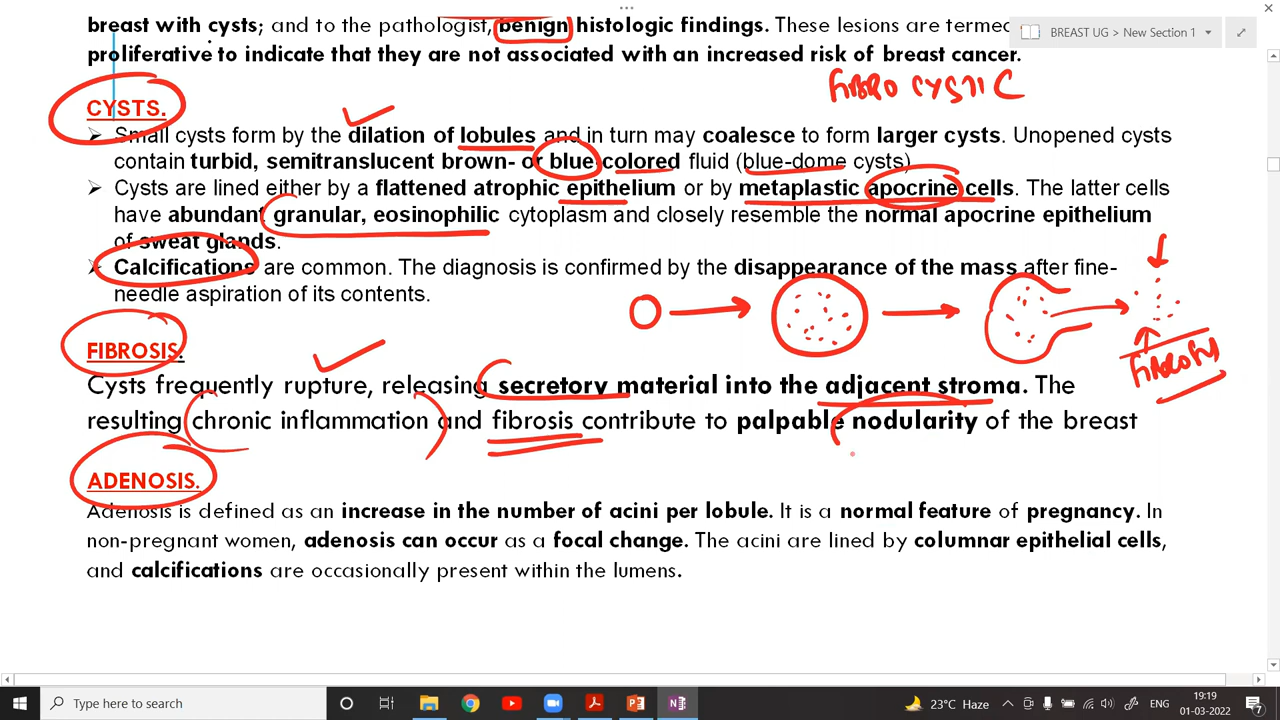 breast with cysts; and to the pathologist, benign histologic findings. These lesions are termed
proliferative to indicate that they are not associated with an increased risk of breast cancer.
BREAST UG > New Section 1
FIBRO CYSTIC
CYSTS.
Small cysts form by the dilation of lobules and in turn may coalesce to form larger cysts. Unopened cysts
contain turbid, semitranslucent brown- or blue-colored fluid (blue-dome cysts)
Cysts are lined either by a flattened atrophic epithelium or by metaplastic apocrine cells. The latter cells
have abundant granular, eosinophilic cytoplasm and closely resemble the normal apocrine epithelium
of sweat glands.
Calcifications are common. The diagnosis is confirmed by the disappearance of the mass after fine-
needle aspiration of its contents.
FIBROSIS.
Cysts frequently rupture, releasing secretory material into the adjacent stroma. The
resulting chronic inflammation and fibrosis contribute to palpable nodularity of the breast
ADENOSIS.
Adenosis is defined as an increase in the number of acini per lobule. It is a normal feature of pregnancy. In
non-pregnant women, adenosis can occur as a focal change. The acini are lined by columnar epithelial cells,
and calcifications are occasionally present within the lumens.
Type here to search
23°C Haze
ENG
19:19
01-03-2022
7